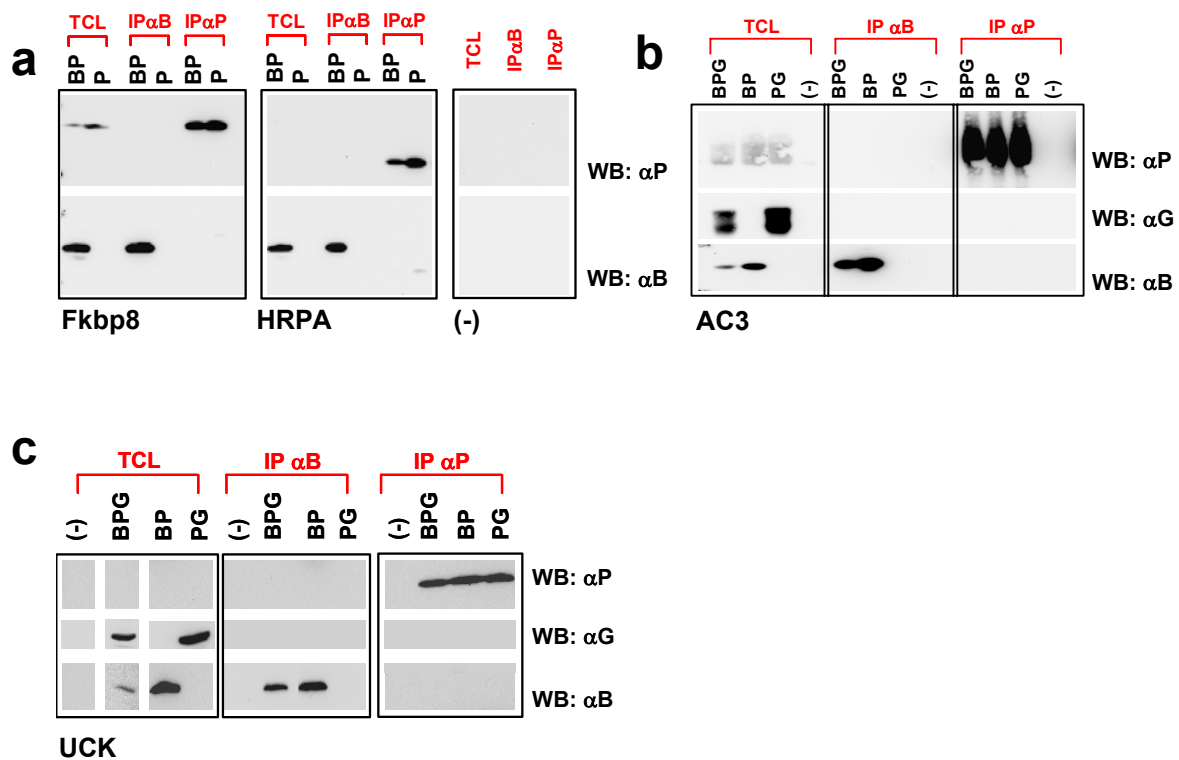 a
TCL IPαB IPαP
BP P BP P BP P
TCL IPαB IPαP
BP P BP P BP P
TCL IPαB IPαP
WB: αP
WB: αB
Fkbp8 HRPA (-)
b
TCL IP αB IP αP
BPG BP PG (-) BPG BP PG (-) BPG BP PG (-)
WB: αP
WB: αG
WB: αB
AC3
c
TCL IP αB IP αP
(-) BPG BP PG (-) BPG BP PG (-) BPG BP PG
WB: αP
WB: αG
WB: αB
UCK